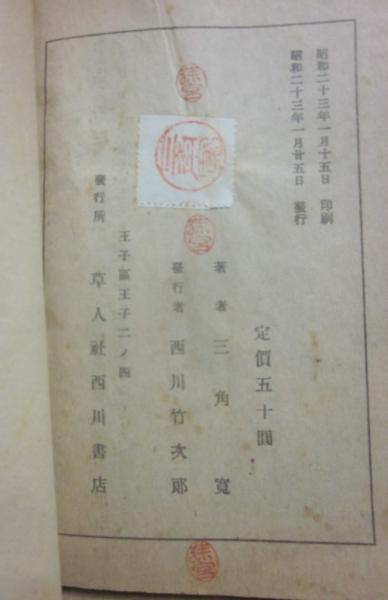 昭和二十三年一月十五日 印刷
昭和二十三年一月廿五日 發行
定價五十圓
著者 三角寛
發行者 西川竹次郎
王子區王子二ノ四
發行所 草人社西川書店